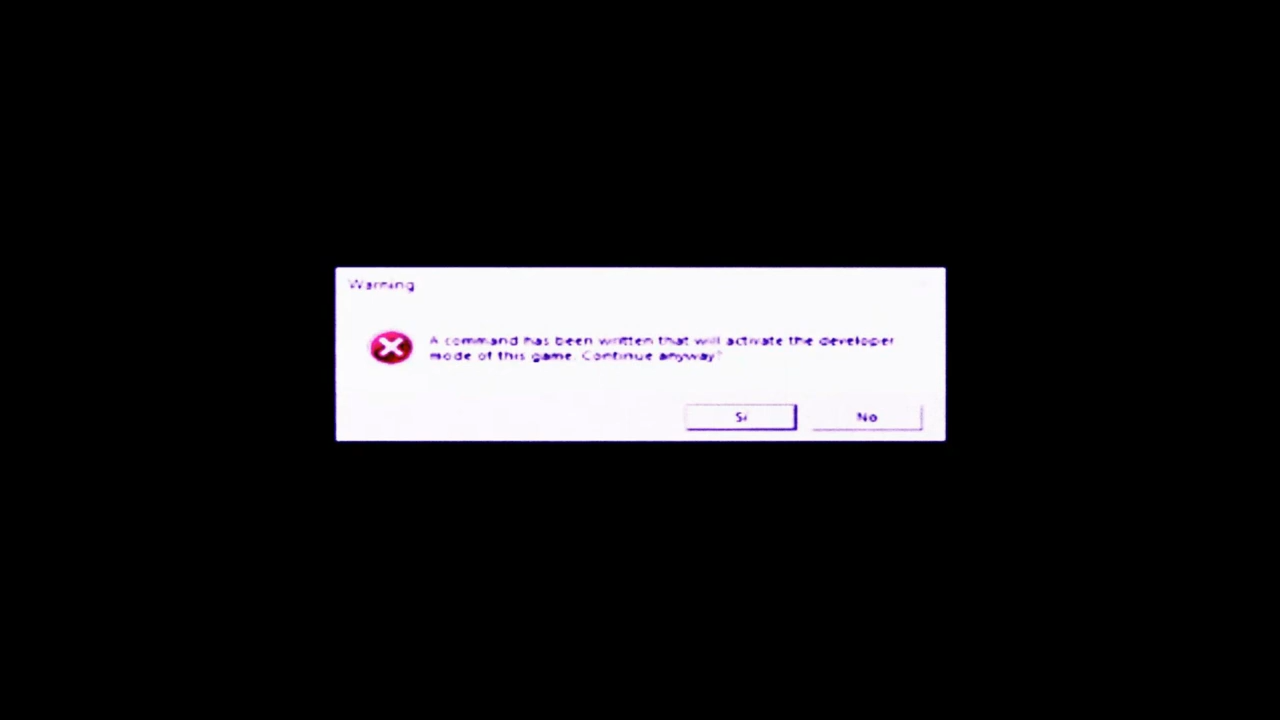 Warning
A command has been written that will activate the developer
mode of this game. Continue anyway?
Sí
No